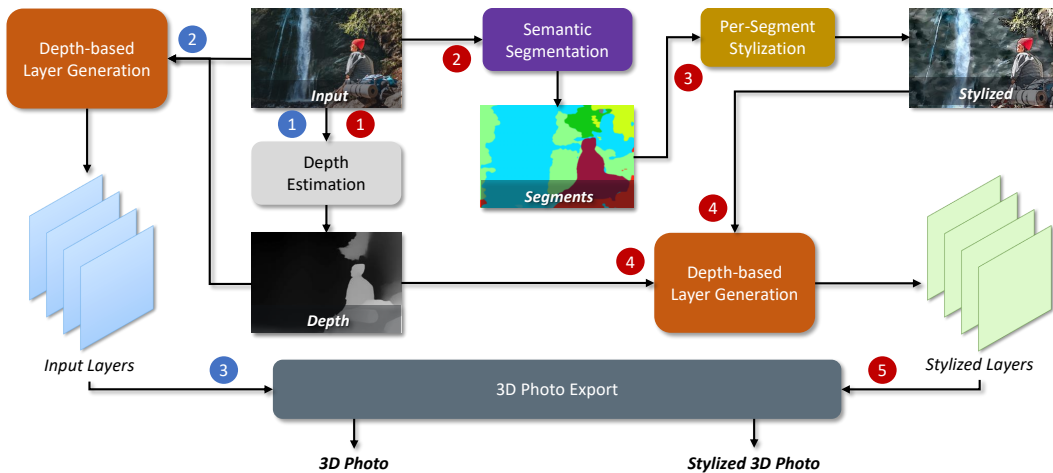 Depth-based
Layer Generation
2
Input
2
Semantic
Segmentation
3
Per-Segment
Stylization
Stylized
1
1
Depth
Estimation
Segments
4
4
Depth
Depth-based
Layer Generation
Input Layers
Stylized Layers
3
3D Photo Export
5
3D Photo
Stylized 3D Photo